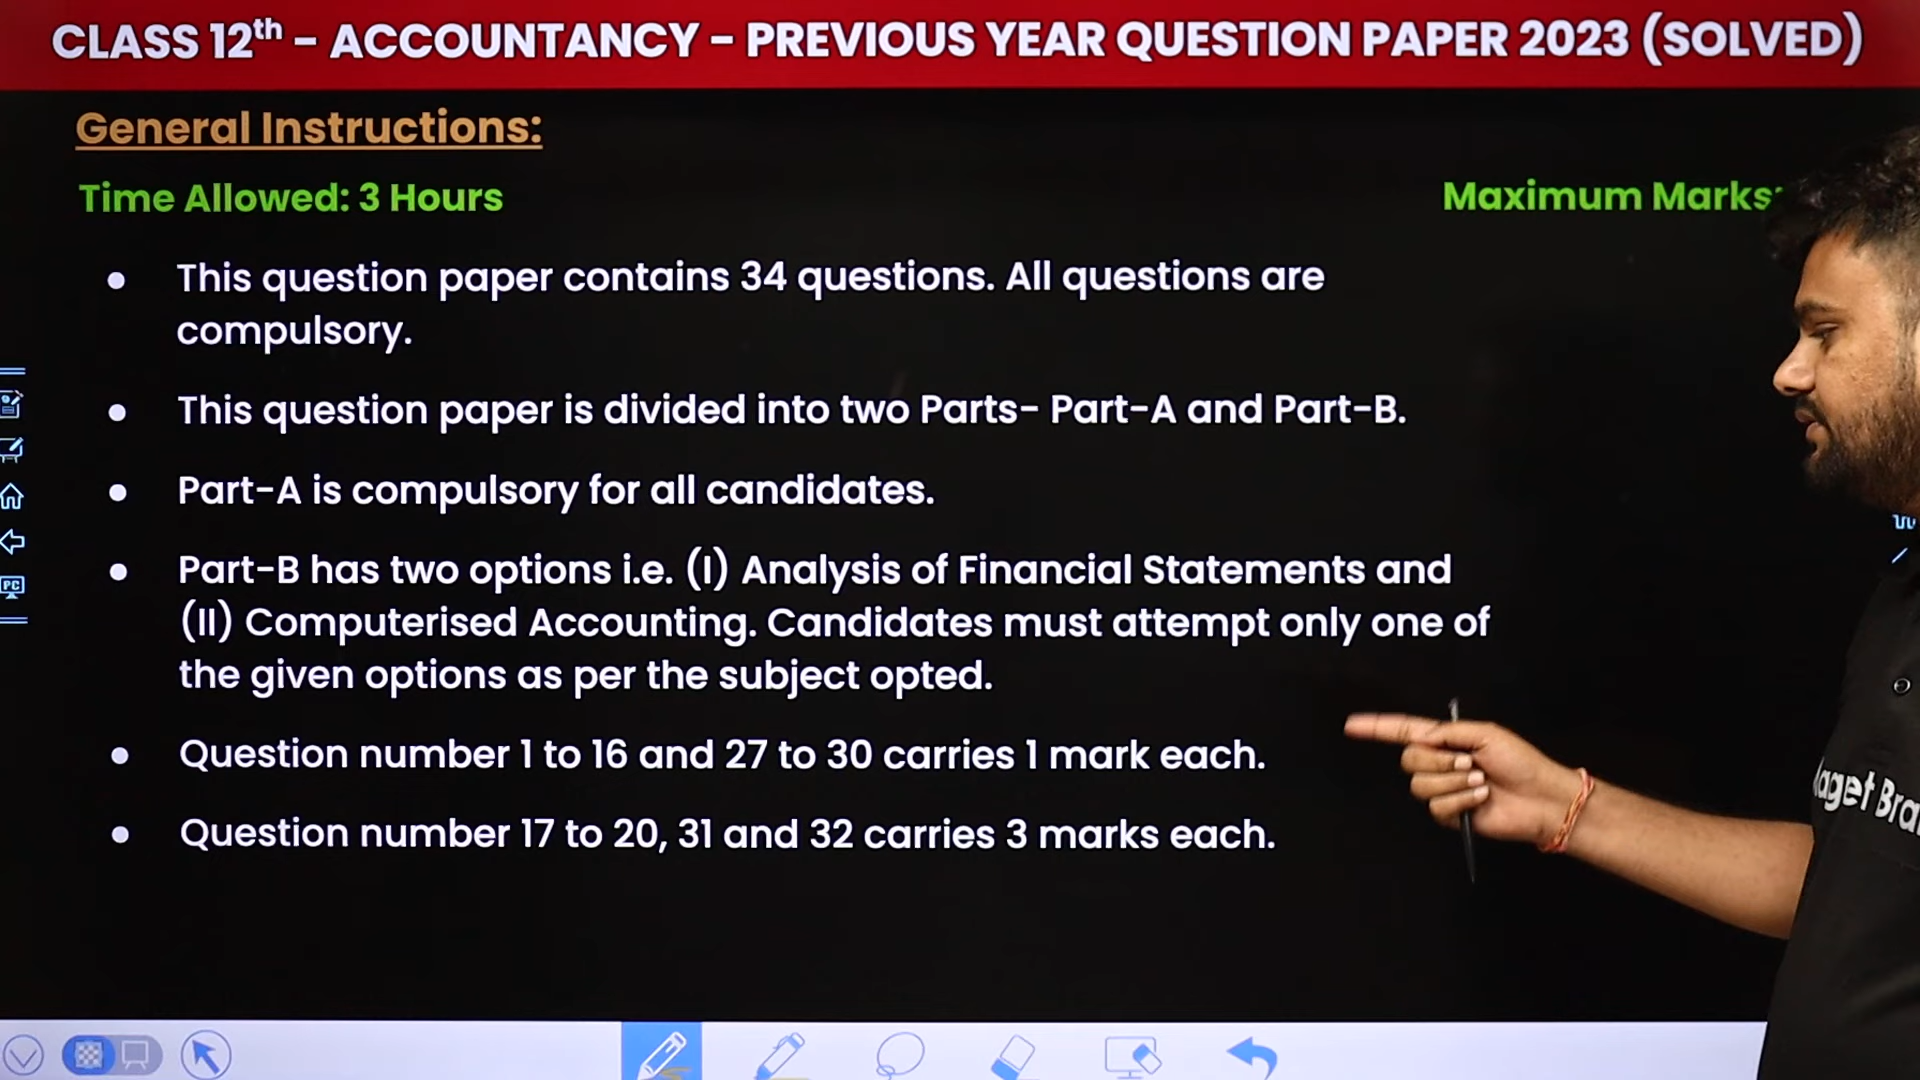 CLASS 12th - ACCOUNTANCY - PREVIOUS YEAR QUESTION PAPER 2023 (SOLVED)
General Instructions:
Time Allowed: 3 Hours
Maximum Marks:
• This question paper contains 34 questions. All questions are
compulsory.
• This question paper is divided into two Parts- Part-A and Part-B.
• Part-A is compulsory for all candidates.
• Part-B has two options i.e. (I) Analysis of Financial Statements and
(II) Computerised Accounting. Candidates must attempt only one of
the given options as per the subject opted.
• Question number 1 to 16 and 27 to 30 carries 1 mark each.
• Question number 17 to 20, 31 and 32 carries 3 marks each.
PC